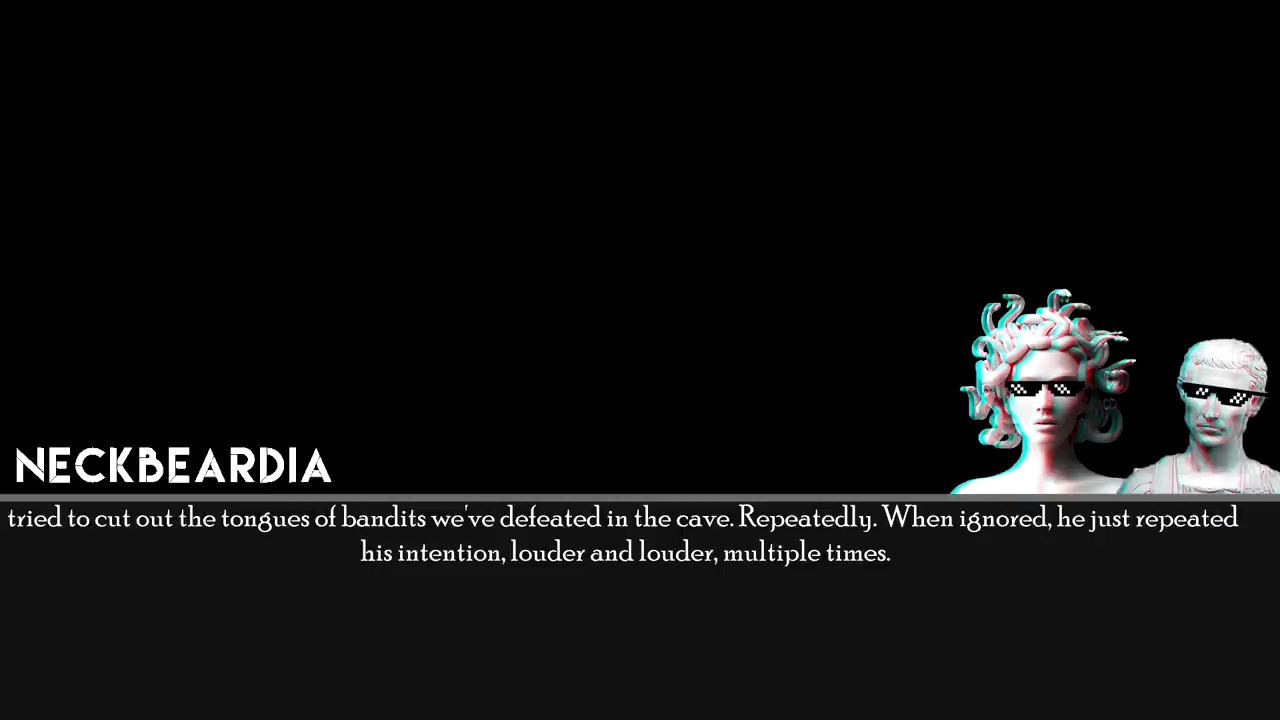 NECKBEARDIA
tried to cut out the tongues of bandits we've defeated in the cave. Repeatedly. When ignored, he just repeated
his intention, louder and louder, multiple times.